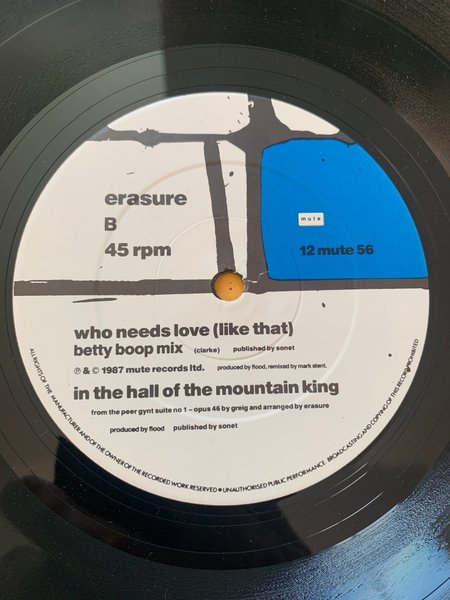 erasure
B
45 rpm
mute
12 mute 56
who needs love (like that)
betty boop mix (clarke) published by sonet
℗ & © 1987 mute records ltd. produced by flood, remixed by mark stent.
in the hall of the mountain king
from the peer gynt suite no 1 – opus 46 by greig and arranged by erasure
produced by flood published by sonet
ALL RIGHTS OF THE MANUFACTURER AND OF THE OWNER OF THE RECORDED WORK RESERVED ● UNAUTHORISED PUBLIC PERFORMANCE BROADCASTING AND COPYING OF THIS RECORD PROHIBITED